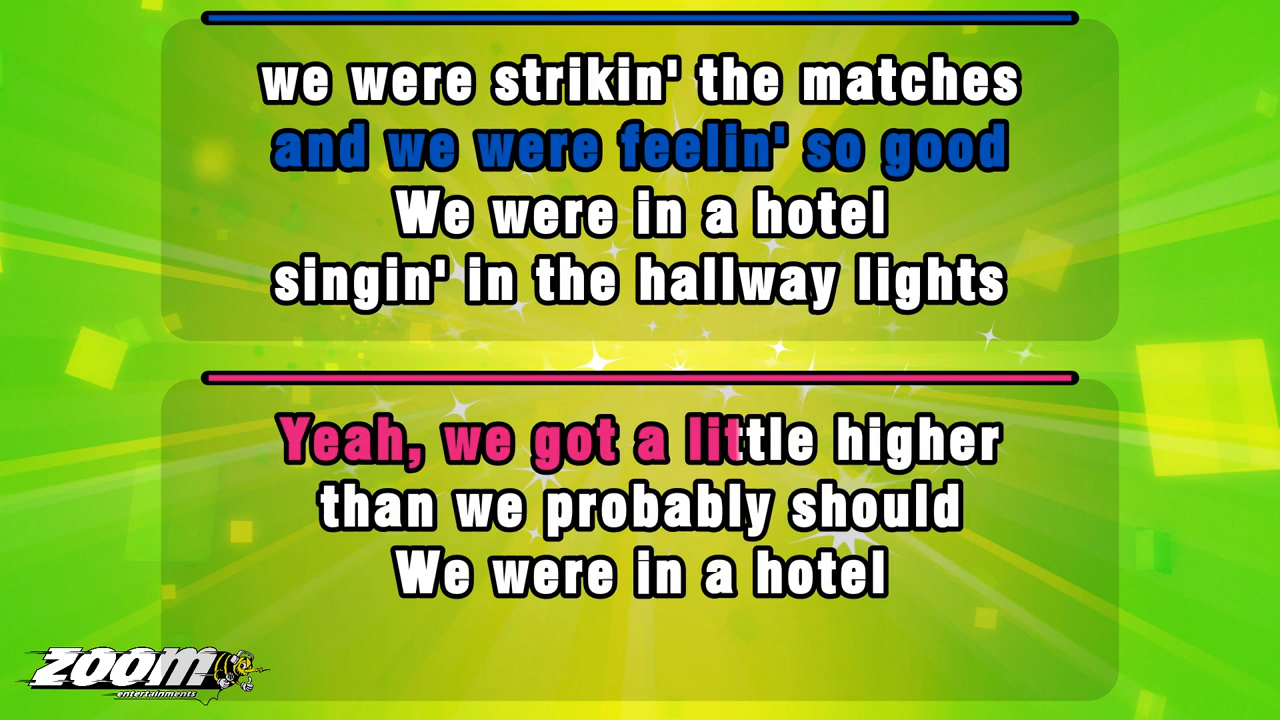 we were strikin' the matches
and we were feelin' so good
We were in a hotel
singin' in the hallway lights
Yeah, we got a little higher
than we probably should
We were in a hotel
zoom
entertainments